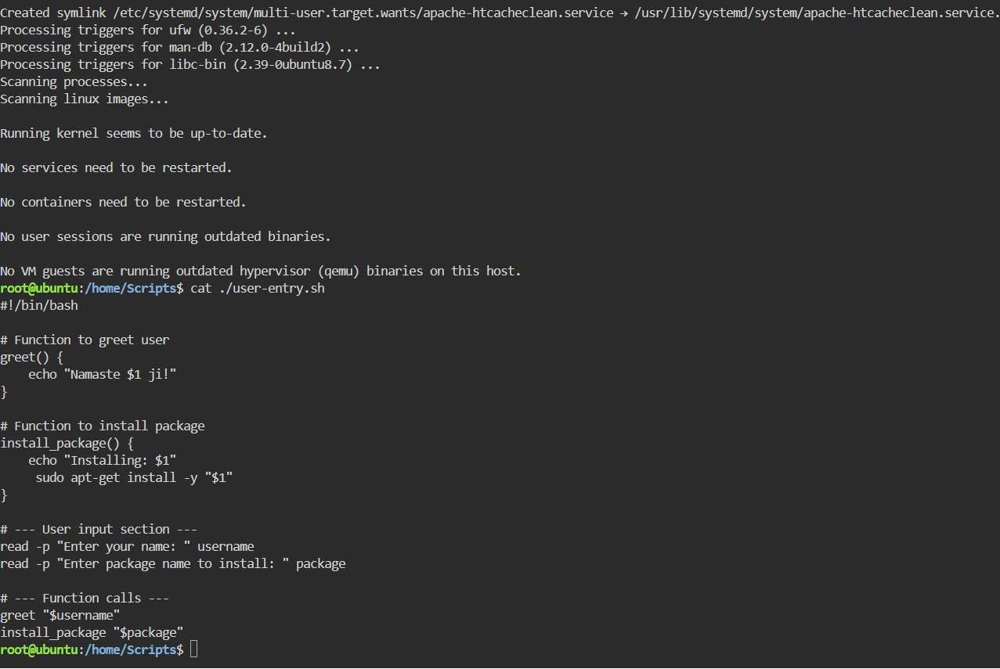 Created symlink /etc/systemd/system/multi-user.target.wants/apache-htcacheclean.service → /usr/lib/systemd/system/apache-htcacheclean.service.
Processing triggers for ufw (0.36.2-6) ...
Processing triggers for man-db (2.12.0-4build2) ...
Processing triggers for libc-bin (2.39-0ubuntu8.7) ...
Scanning processes...
Scanning linux images...

Running kernel seems to be up-to-date.

No services need to be restarted.

No containers need to be restarted.

No user sessions are running outdated binaries.

No VM guests are running outdated hypervisor (qemu) binaries on this host.
root@ubuntu:/home/Scripts$ cat ./user-entry.sh
#!/bin/bash

# Function to greet user
greet() {
    echo "Namaste $1 ji!"
}

# Function to install package
install_package() {
    echo "Installing: $1"
     sudo apt-get install -y "$1"
}

# --- User input section ---
read -p "Enter your name: " username
read -p "Enter package name to install: " package

# --- Function calls ---
greet "$username"
install_package "$package"
root@ubuntu:/home/Scripts$